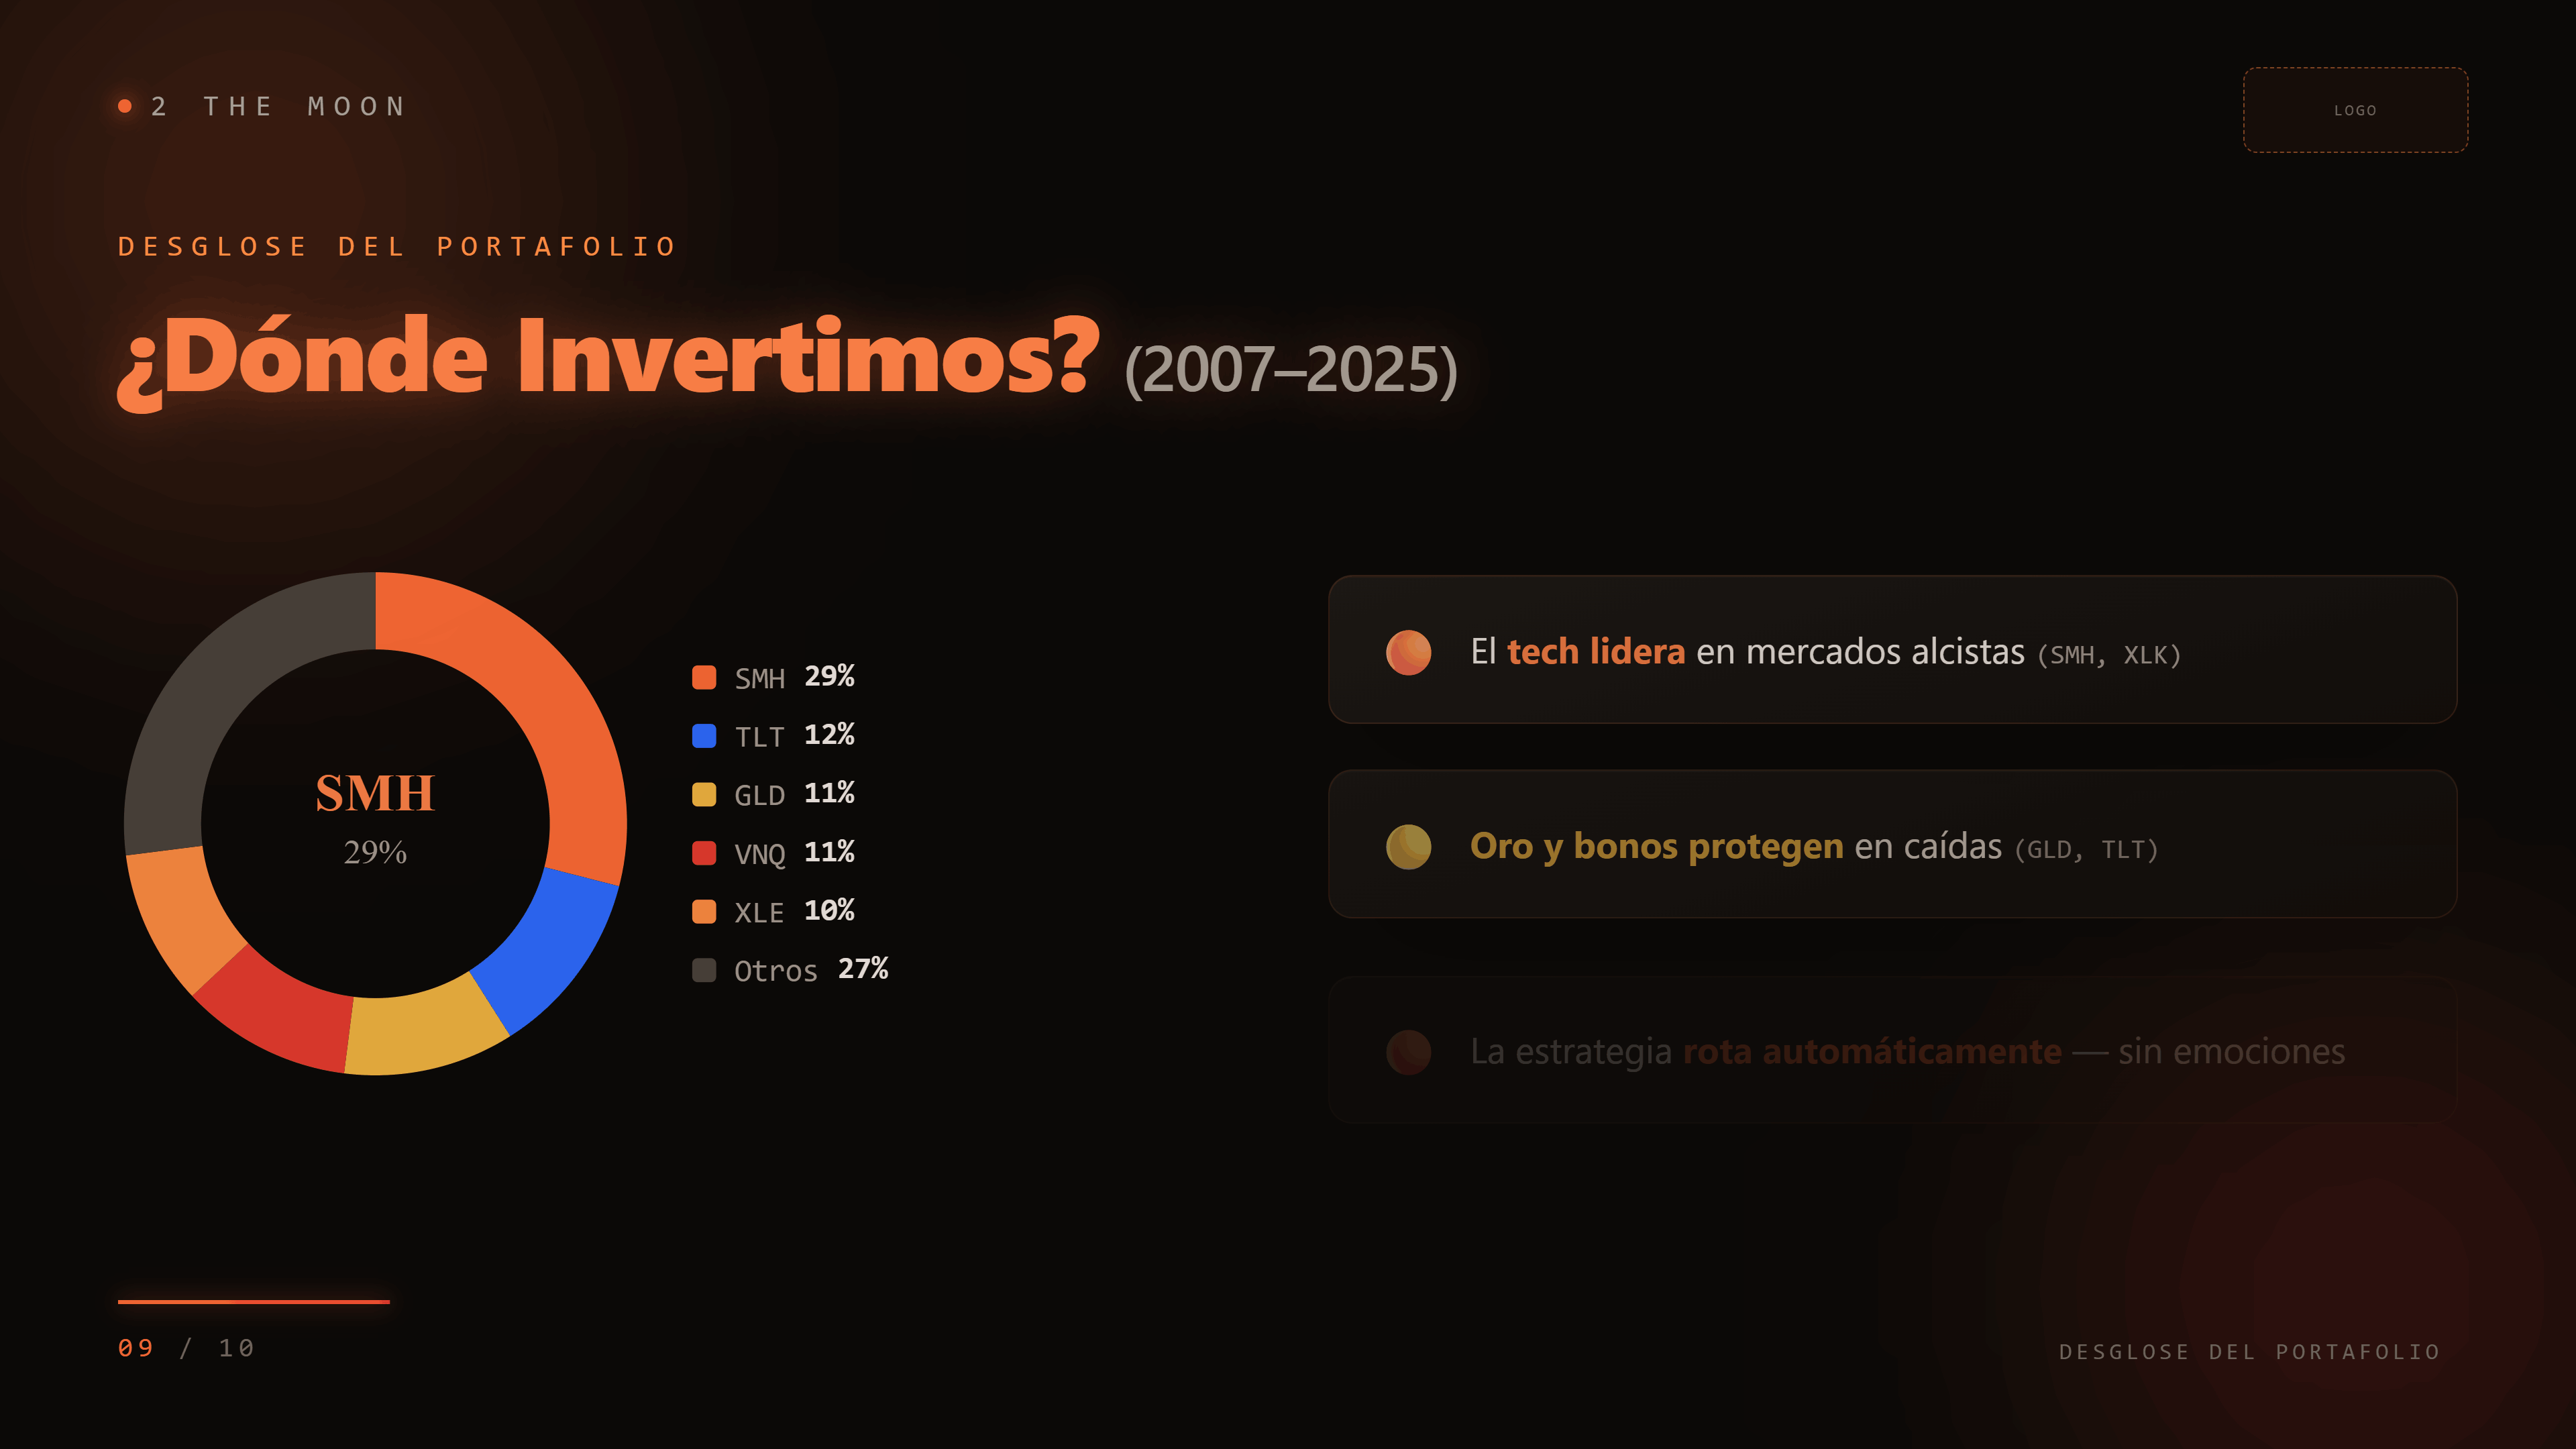 2 THE MOON
LOGO
DESGLOSE DEL PORTAFOLIO
¿Dónde Invertimos? (2007–2025)
SMH
29%
SMH 29%
TLT 12%
GLD 11%
VNQ 11%
XLE 10%
Otros 27%
El tech lidera en mercados alcistas (SMH, XLK)
Oro y bonos protegen en caídas (GLD, TLT)
La estrategia rota automáticamente — sin emociones
09 / 10
DESGLOSE DEL PORTAFOLIO